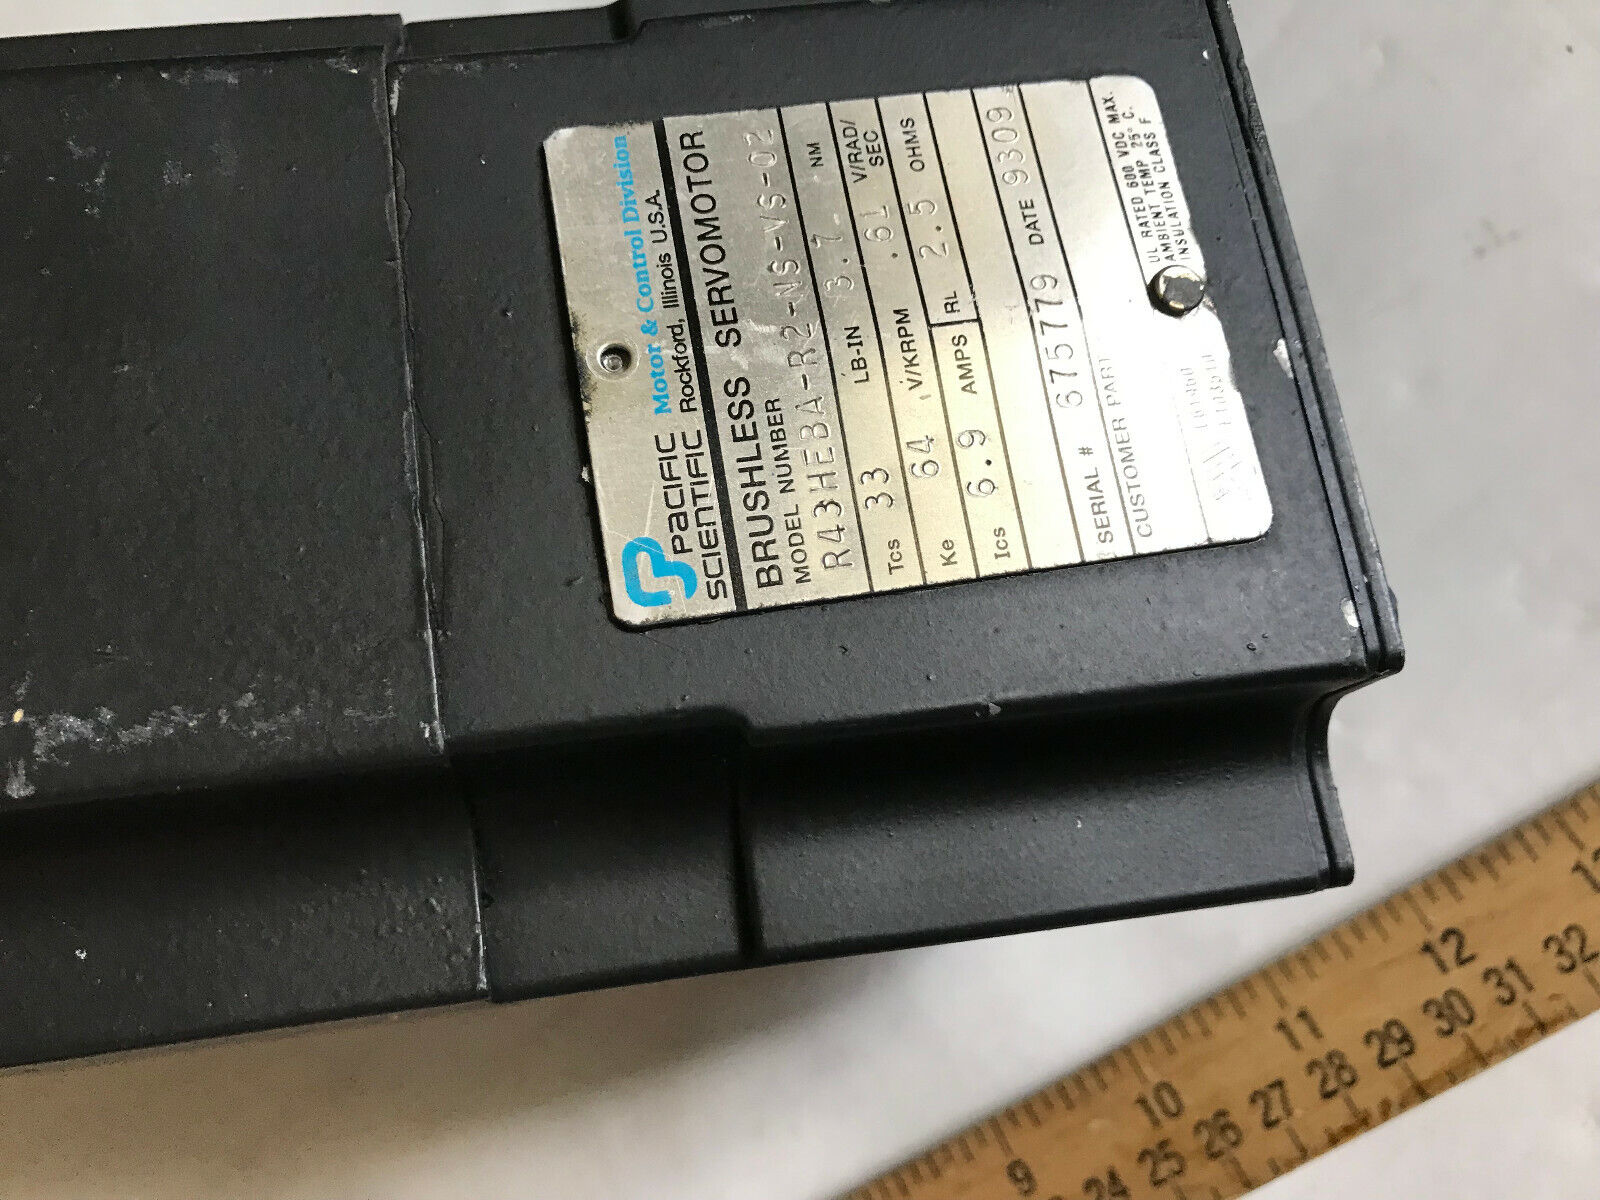 PACIFIC Motor & Control Division
SCIENTIFIC Rockford, Illinois U.S.A.
BRUSHLESS SERVOMOTOR
MODEL NUMBER
R43HEBA-R2-NS-VS-02
Tcs 33 LB-IN 3.7 NM
Ke 64 V/KRPM .61 V/RAD/SEC
Ics 6.9 AMPS RL 2.5 OHMS
SERIAL # 675779 DATE 9309
CUSTOMER PART
UL RATED 600 VDC MAX.
AMBIENT TEMP 25° C.
INSULATION CLASS F
9 10 11 12
24 25 26 27 28 29 30 31 32